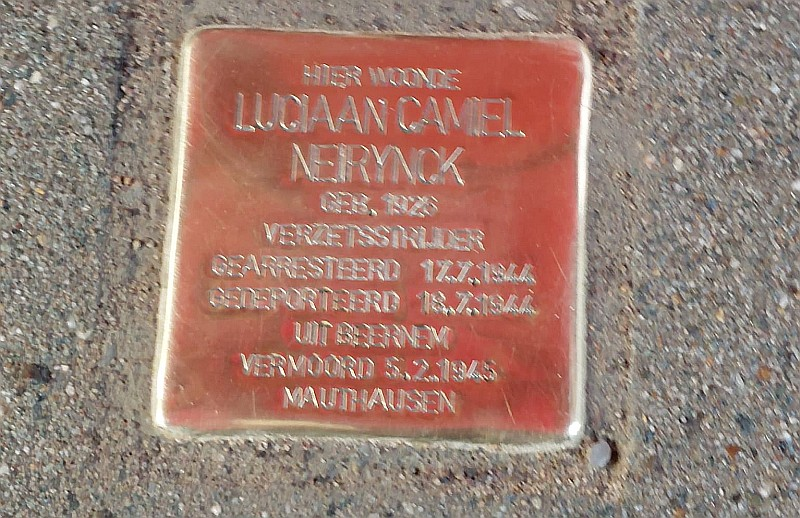 HIER WOONDE
LUCIAAN CAMIEL
NEIRYNCK
GEB. 1926
VERZETSSTRIJDER
GEARRESTEERD 17.7.1944
GEDEPORTEERD 18.7.1944
UIT BEERNEM
VERMOORD 5.2.1945
MAUTHAUSEN